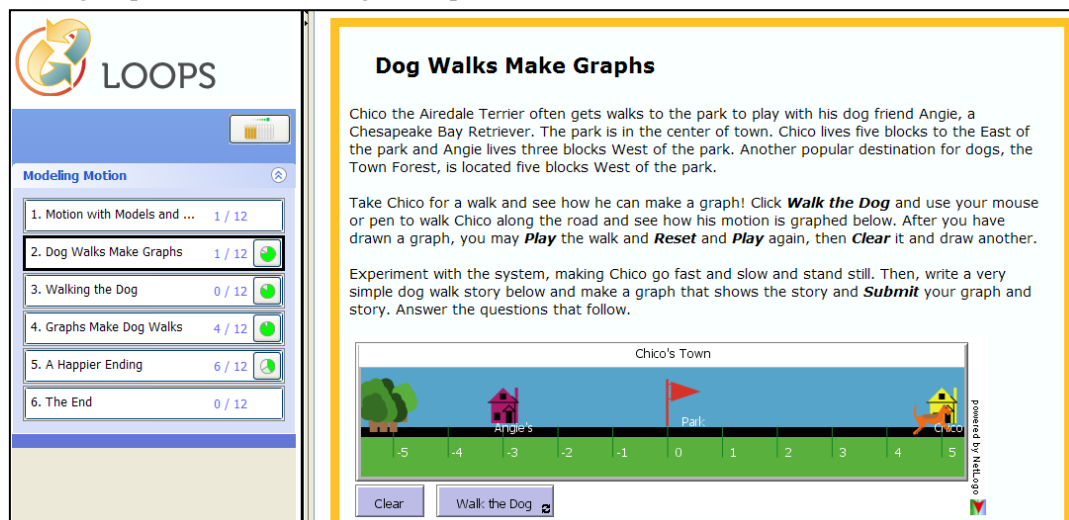 LOOPS
Modeling Motion
1. Motion with Models and ... 1 / 12
2. Dog Walks Make Graphs 1 / 12
3. Walking the Dog 0 / 12
4. Graphs Make Dog Walks 4 / 12
5. A Happier Ending 6 / 12
6. The End 0 / 12
Dog Walks Make Graphs
Chico the Airedale Terrier often gets walks to the park to play with his dog friend Angie, a
Chesapeake Bay Retriever. The park is in the center of town. Chico lives five blocks to the East of
the park and Angie lives three blocks West of the park. Another popular destination for dogs, the
Town Forest, is located five blocks West of the park.
Take Chico for a walk and see how he can make a graph! Click Walk the Dog and use your mouse
or pen to walk Chico along the road and see how his motion is graphed below. After you have
drawn a graph, you may Play the walk and Reset and Play again, then Clear it and draw another.
Experiment with the system, making Chico go fast and slow and stand still. Then, write a very
simple dog walk story below and make a graph that shows the story and Submit your graph and
story. Answer the questions that follow.
Chico's Town
Angie's Park Chico
-5 -4 -3 -2 -1 0 1 2 3 4 5
powered by NetLogo
Clear Walk the Dog